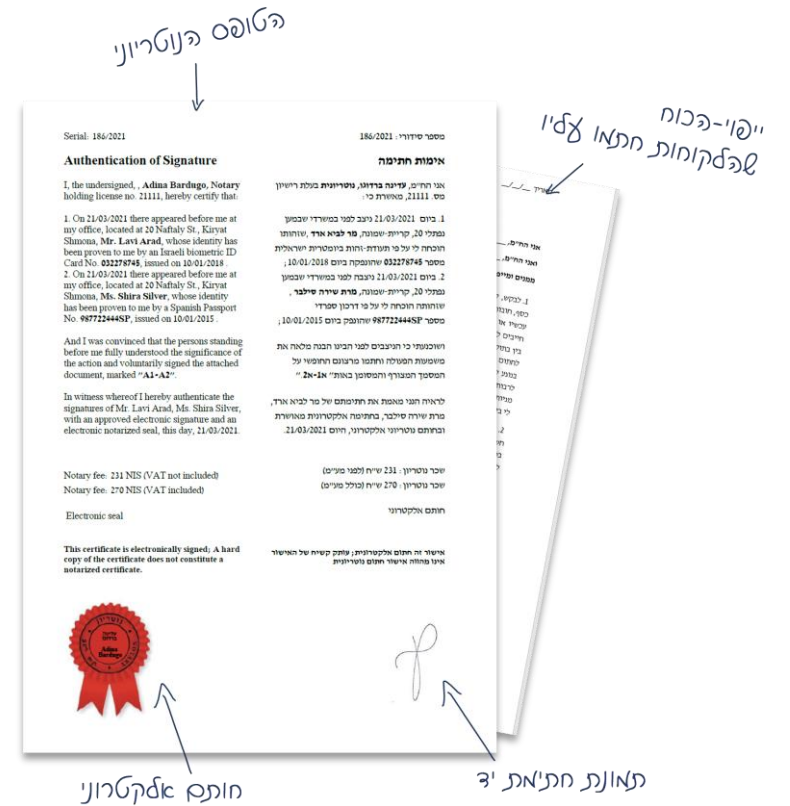 הטופס הנוטריוני
ייפוי-הכוח
שהלקוחות חתמו עליו
Serial: 186/2021
Authentication of Signature
I, the undersigned, , Adina Bardugo, Notary
holding license no. 21111, hereby certify that:
1. On 21/03/2021 there appeared before me at
my office, located at 20 Naftaly St., Kiryat
Shmona, Mr. Lavi Arad, whose identity has
been proven to me by an Israeli biometric ID
Card No. 032278745, issued on 10/01/2018 .
2. On 21/03/2021 there appeared before me at
my office, located at 20 Naftaly St., Kiryat
Shmona, Ms. Shira Silver, whose identity
has been proven to me by a Spanish Passport
No. 987722444SP, issued on 10/01/2015 .
And I was convinced that the persons standing
before me fully understood the significance of
the action and voluntarily signed the attached
document, marked “A1-A2”.
In witness whereof I hereby authenticate the
signatures of Mr. Lavi Arad, Ms. Shira Silver,
with an approved electronic signature and an
electronic notarized seal, this day, 21/03/2021.
Notary fee: 231 NIS (VAT not included)
Notary fee: 270 NIS (VAT included)
Electronic seal
This certificate is electronically signed; A hard
copy of the certificate does not constitute a
notarized certificate.
מספר סידורי: 186/2021
אימות חתימה
אני החי״מ, עדינה ברדוגו, נוטריונית בעלת רישיון
מס. 21111, מאשרת כי:
1. ביום 21/03/2021 ניצב לפני במשרדי שבמען
נפתלי 20, קריית-שמונה, מר לביא ארד ,שזהותו
הוכחה לי על פי תעודת-זהות ביומטרית ישראלית
מספר 032278745 שהונפקה ביום 10/01/2018;
2. ביום 21/03/2021 ניצבה לפני במשרדי שבמען
נפתלי 20, קריית-שמונה, מרת שירה סילבר ,
שזהותה הוכחה לי על פי דרכון ספרדי
מספר 987722444SP שהונפק ביום 10/01/2015;
ושוכנעתי כי הניצבים לפני הבינו הבנה מלאה את
משמעות הפעולה וחתמו מרצונם החופשי על
המסמך המצורף והמסומן באות״ א1-א2.״
לראיה הנני מאמת את חתימתם של מר לביא ארד,
מרת שירה סילבר, בחתימה אלקטרונית מאושרת
ובחותם נוטריוני אלקטרוני, היום 21/03/2021.
שכר נוטריון: 231 ש״ח (לפני מע״מ)
שכר נוטריון: 270 ש״ח (כולל מע״מ)
חותם אלקטרוני
אישור זה חתום אלקטרונית; עותק קשיח של האישור
אינו מהווה אישור חתום נוטריונית
אני החי״מ,
ואני החי״מ,
1. לבקש,
נוטריון
Adina
Bardugo
NOTARY
חותם אלקטרוני
תמונת חתימת יד